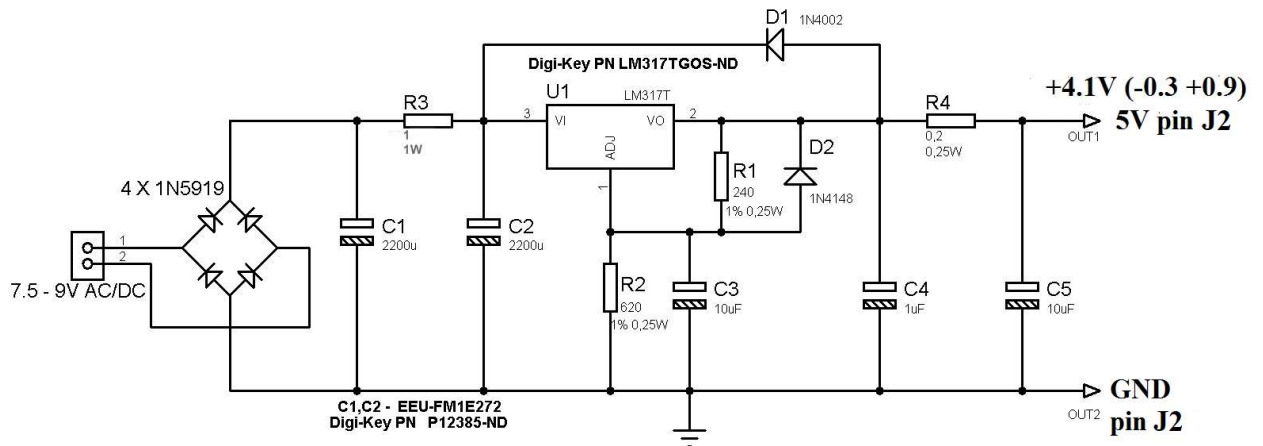 D1 1N4002
Digi-Key PN LM317TGOS-ND
+4.1V (-0.3 +0.9)
5V pin J2
U1 LM317T
R3
1
1W
3 VI VO 2
ADJ
1
R4
0,2
0,25W
OUT1
D2
1N4148
R1
240
1% 0,25W
4 X 1N5919
1
2
7.5 - 9V AC/DC
C1
2200u
C2
2200u
R2
620
1% 0,25W
C3
10uF
C4
1uF
C5
10uF
C1,C2 - EEU-FM1E272
Digi-Key PN P12385-ND
GND
OUT2
pin J2